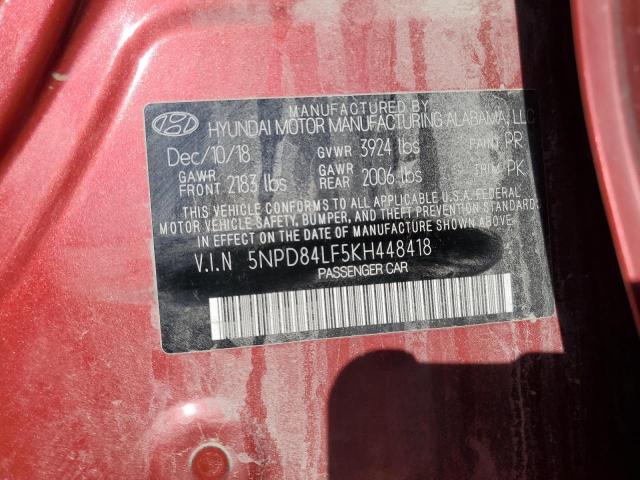 MANUFACTURED BY
HYUNDAI MOTOR MANUFACTURING ALABAMA, LLC
Dec/10/18 GVWR 3924 lbs PAINT PR
GAWR FRONT 2183 lbs GAWR REAR 2006 lbs TRIM PK
THIS VEHICLE CONFORMS TO ALL APPLICABLE U.S.A. FEDERAL
MOTOR VEHICLE SAFETY, BUMPER, AND THEFT PREVENTION STANDARDS
IN EFFECT ON THE DATE OF MANUFACTURE SHOWN ABOVE.
V.I.N 5NPD84LF5KH448418
PASSENGER CAR